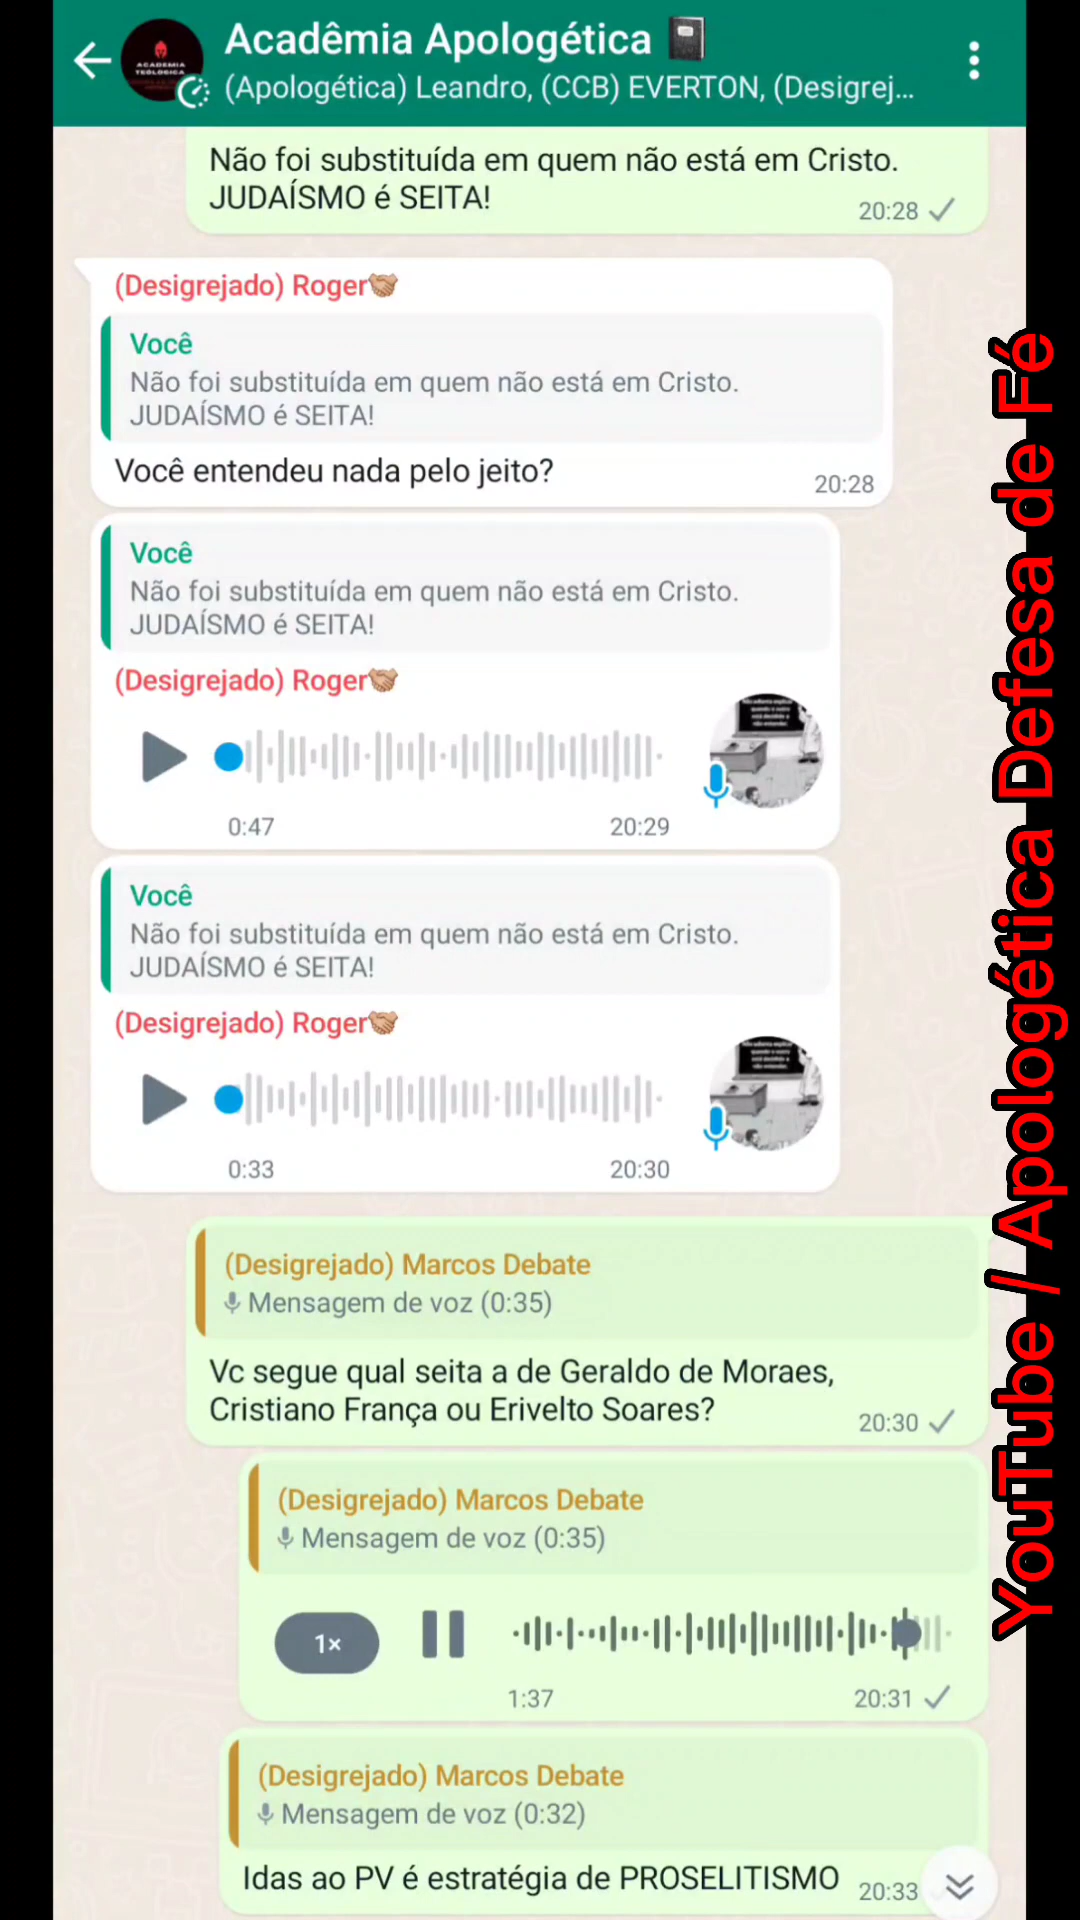 Acadêmia Apologética
(Apologética) Leandro, (CCB) EVERTON, (Desigrej...
ACADEMIA
TEOLÓGICA
Não foi substituída em quem não está em Cristo.
JUDAÍSMO é SEITA!
20:28
(Desigrejado) Roger
Você
Não foi substituída em quem não está em Cristo.
JUDAÍSMO é SEITA!
Você entendeu nada pelo jeito?
20:28
Você
Não foi substituída em quem não está em Cristo.
JUDAÍSMO é SEITA!
(Desigrejado) Roger
0:47
20:29
Você
Não foi substituída em quem não está em Cristo.
JUDAÍSMO é SEITA!
(Desigrejado) Roger
0:33
20:30
(Desigrejado) Marcos Debate
Mensagem de voz (0:35)
Vc segue qual seita a de Geraldo de Moraes,
Cristiano França ou Erivelto Soares?
20:30
(Desigrejado) Marcos Debate
Mensagem de voz (0:35)
1×
1:37
20:31
(Desigrejado) Marcos Debate
Mensagem de voz (0:32)
Idas ao PV é estratégia de PROSELITISMO
20:33
YouTube / Apologética Defesa de Fé